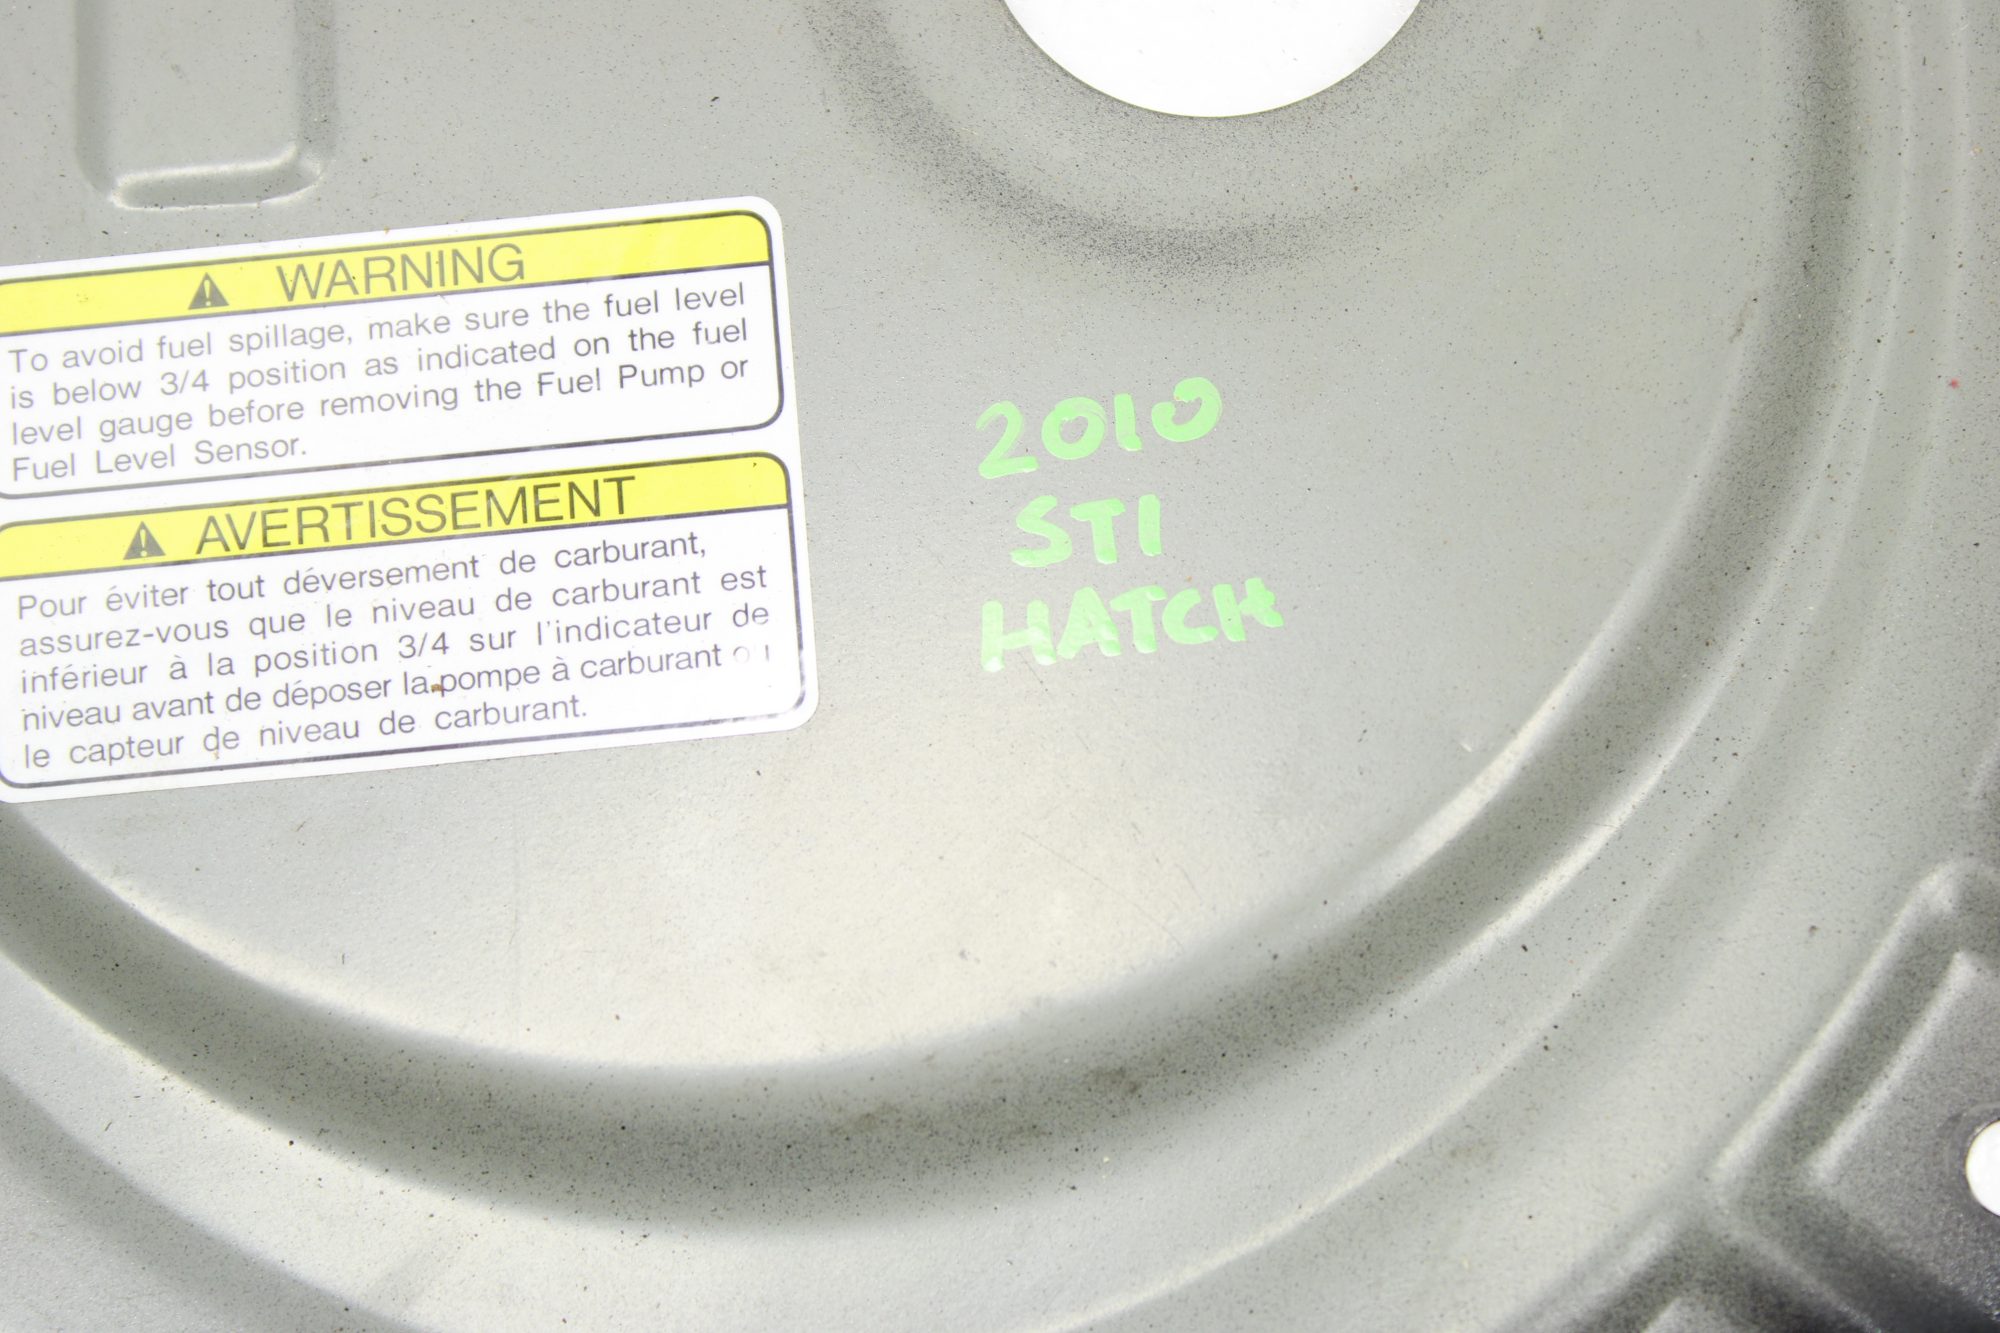 WARNING
To avoid fuel spillage, make sure the fuel level
is below 3/4 position as indicated on the fuel
level gauge before removing the Fuel Pump or
Fuel Level Sensor.
AVERTISSEMENT
Pour éviter tout déversement de carburant,
assurez-vous que le niveau de carburant est
inférieur à la position 3/4 sur l'indicateur de
niveau avant de déposer la pompe à carburant
le capteur de niveau de carburant.
2010
STI
HATCH